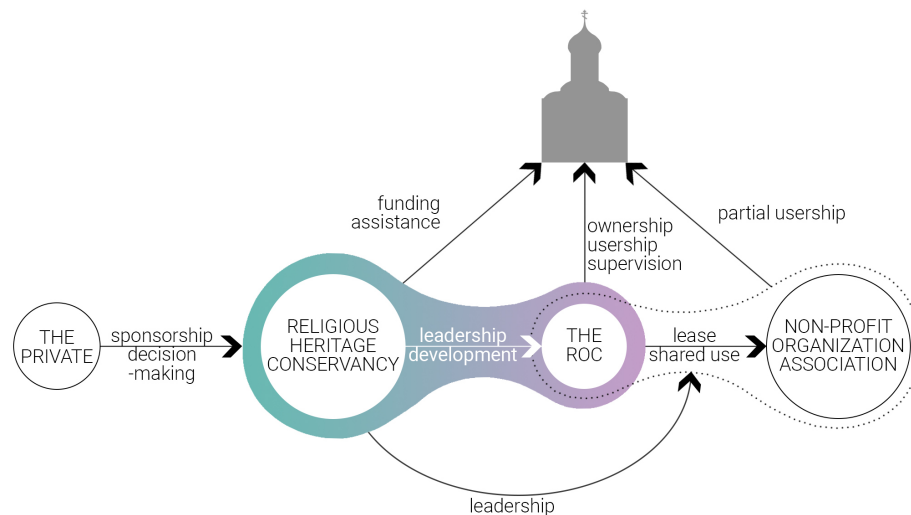 funding
assistance
ownership
usership
supervision
partial usership
THE
PRIVATE
sponsorship
decision
-making
RELIGIOUS
HERITAGE
CONSERVANCY
leadership
development
THE
ROC
lease
shared use
NON-PROFIT
ORGANIZATION
ASSOCIATION
leadership